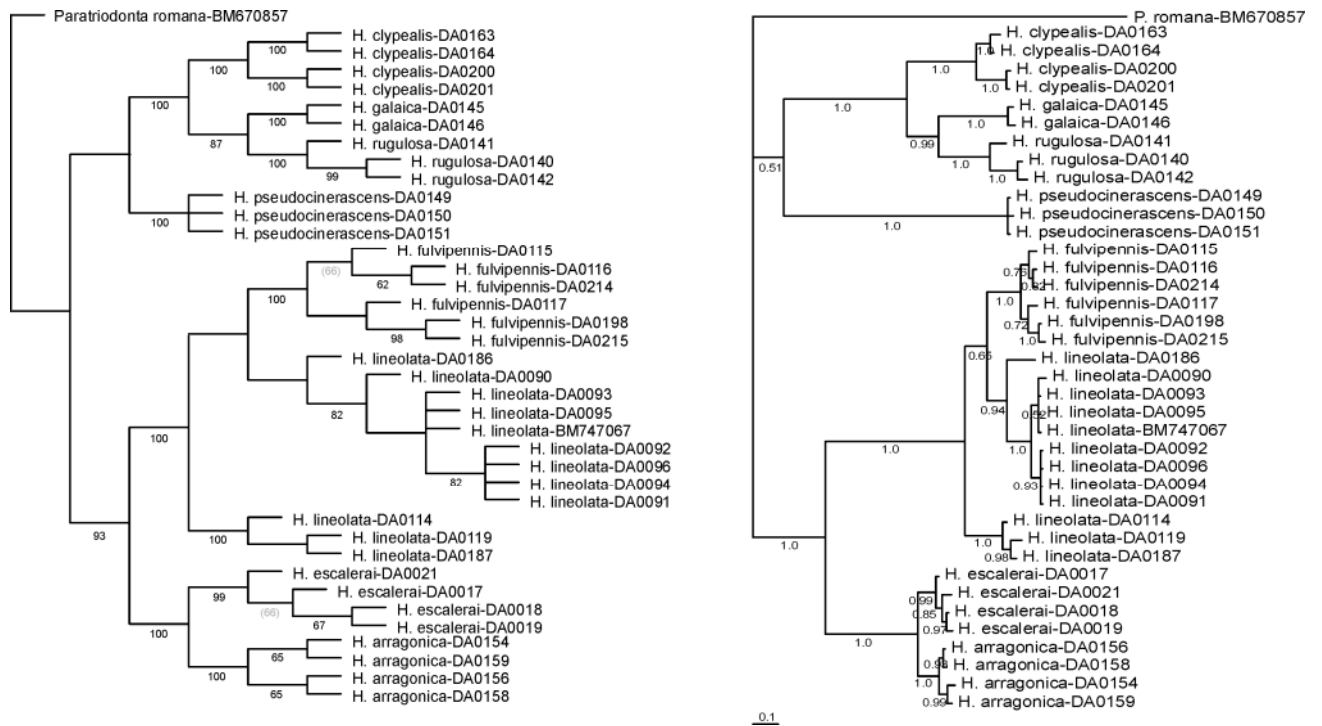 Paratriodonta romana-BM670857
H. clypealis-DA0163
100
H. clypealis-DA0164
100
H. clypealis-DA0200
100
H. clypealis-DA0201
100
H. galaica-DA0145
100
H. galaica-DA0146
87
H. rugulosa-DA0141
100
H. rugulosa-DA0140
99
H. rugulosa-DA0142
H. pseudocinerascens-DA0149
100
H. pseudocinerascens-DA0150
H. pseudocinerascens-DA0151
H. fulvipennis-DA0115
(66)
H. fulvipennis-DA0116
62
H. fulvipennis-DA0214
100
H. fulvipennis-DA0117
H. fulvipennis-DA0198
98
H. fulvipennis-DA0215
H. lineolata-DA0186
H. lineolata-DA0090
82
H. lineolata-DA0093
H. lineolata-DA0095
H. lineolata-BM747067
100
H. lineolata-DA0092
H. lineolata-DA0096
82
H. lineolata-DA0094
H. lineolata-DA0091
H. lineolata-DA0114
93
100
H. lineolata-DA0119
H. lineolata-DA0187
H. escalerai-DA0021
99
H. escalerai-DA0017
(66)
H. escalerai-DA0018
67
H. escalerai-DA0019
100
H. arragonica-DA0154
65
H. arragonica-DA0159
100
H. arragonica-DA0156
65
H. arragonica-DA0158
P. romana-BM670857
H. clypealis-DA0163
1.0
H. clypealis-DA0164
1.0
H. clypealis-DA0200
1.0
H. clypealis-DA0201
1.0
H. galaica-DA0145
1.0
H. galaica-DA0146
0.99
H. rugulosa-DA0141
1.0
H. rugulosa-DA0140
0.51
1.0
H. rugulosa-DA0142
H. pseudocinerascens-DA0149
1.0
H. pseudocinerascens-DA0150
H. pseudocinerascens-DA0151
H. fulvipennis-DA0115
H. fulvipennis-DA0116
H. fulvipennis-DA0214
1.0
H. fulvipennis-DA0117
0.72
H. fulvipennis-DA0198
1.0
H. fulvipennis-DA0215
H. lineolata-DA0186
H. lineolata-DA0090
H. lineolata-DA0093
0.94
H. lineolata-DA0095
H. lineolata-BM747067
1.0
1.0
H. lineolata-DA0092
H. lineolata-DA0096
0.93
H. lineolata-DA0094
H. lineolata-DA0091
H. lineolata-DA0114
1.0
1.0
H. lineolata-DA0119
0.98
H. lineolata-DA0187
H. escalerai-DA0017
0.99
H. escalerai-DA0021
0.85
H. escalerai-DA0018
0.97
H. escalerai-DA0019
1.0
H. arragonica-DA0156
H. arragonica-DA0158
1.0
H. arragonica-DA0154
0.99
H. arragonica-DA0159
0.1